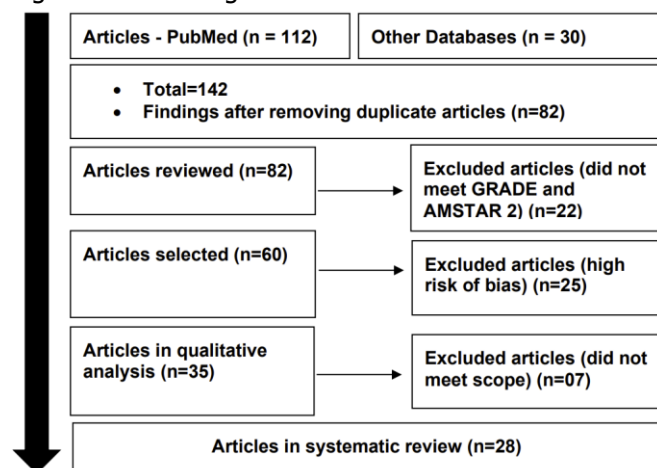 Articles - PubMed (n = 112)
Other Databases (n = 30)
• Total=142
• Findings after removing duplicate articles (n=82)
Articles reviewed (n=82)
Excluded articles (did not
meet GRADE and
AMSTAR 2) (n=22)
Articles selected (n=60)
Excluded articles (high
risk of bias) (n=25)
Articles in qualitative
analysis (n=35)
Excluded articles (did not
meet scope) (n=07)
Articles in systematic review (n=28)